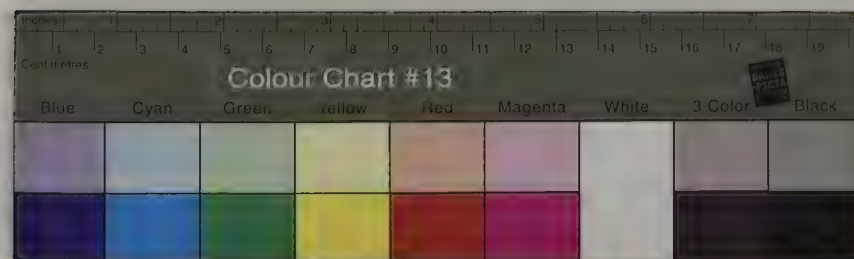 Inches 1 2 3 4 5 6 7 8
1 2 3 4 5 6 7 8 9 10 11 12 13 14 15 16 17 18 19
Centimetres
Colour Chart #13
Blue Cyan Green Yellow Red Magenta White 3 Color Black